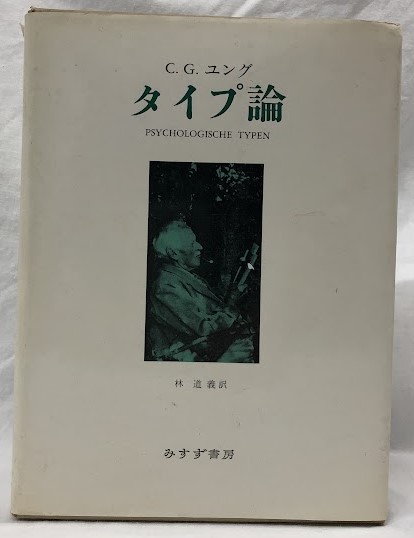 C. G. ユング
タイプ論
PSYCHOLOGISCHE TYPEN
林 道義訳
みすず書房